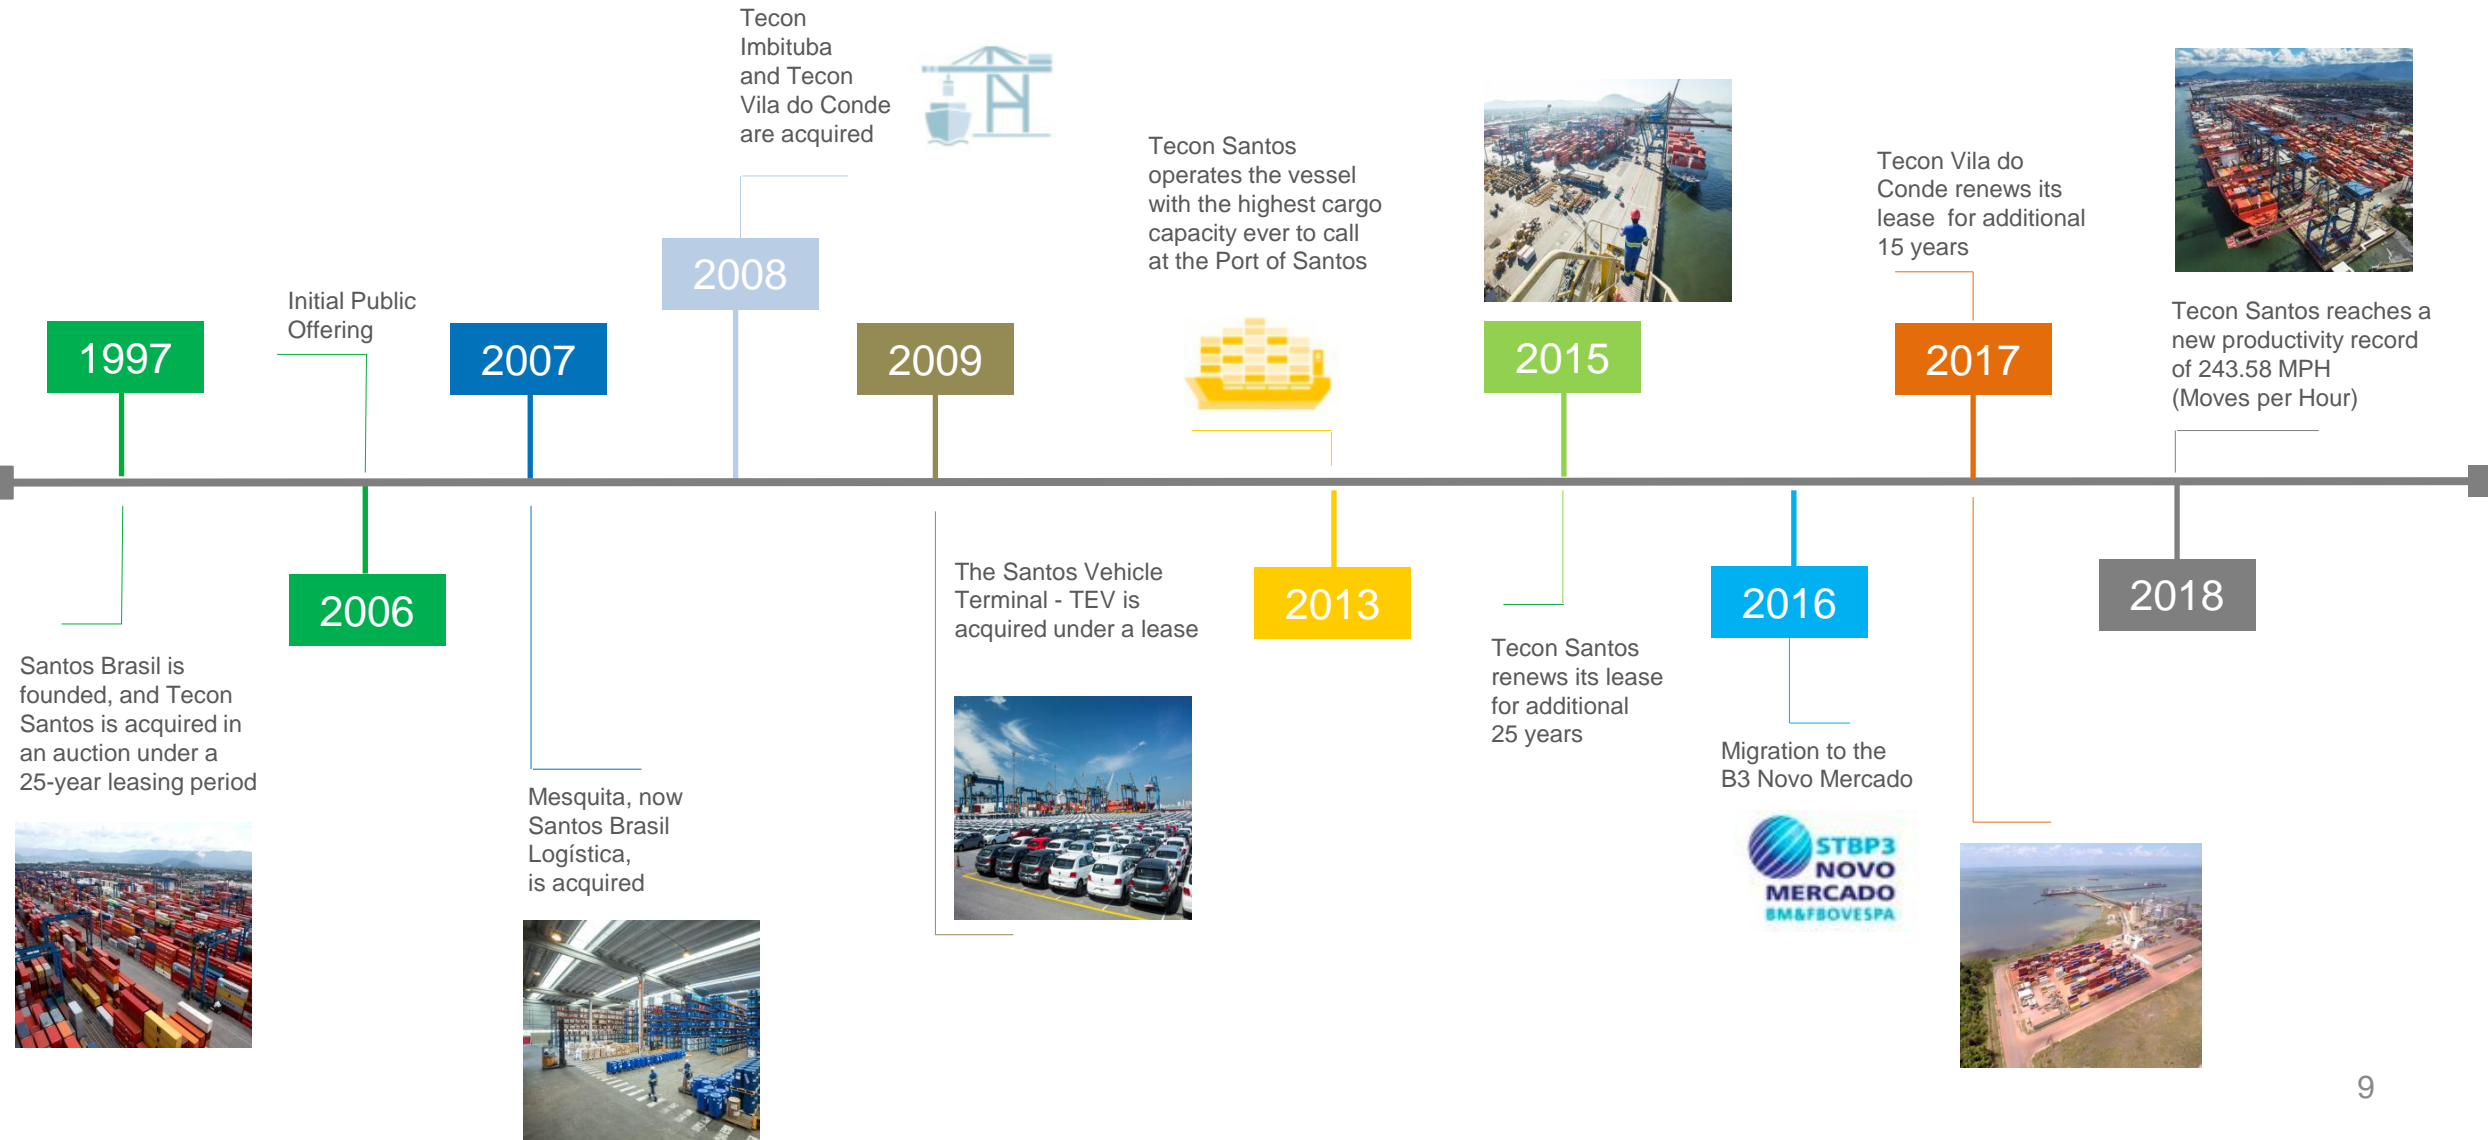 1997
Santos Brasil is
founded, and Tecon
Santos is acquired in
an auction under a
25-year leasing period
Initial Public
Offering
2006
2007
Mesquita, now
Santos Brasil
Logística,
is acquired
Tecon
Imbituba
and Tecon
Vila do Conde
are acquired
2008
2009
The Santos Vehicle
Terminal - TEV is
acquired under a lease
Tecon Santos
operates the vessel
with the highest cargo
capacity ever to call
at the Port of Santos
2013
2015
Tecon Santos
renews its lease
for additional
25 years
2016
Migration to the
B3 Novo Mercado
STBP3
NOVO
MERCADO
BM&FBOVESPA
Tecon Vila do
Conde renews its
lease  for additional
15 years
2017
Tecon Santos reaches a
new productivity record
of 243.58 MPH
(Moves per Hour)
2018
9